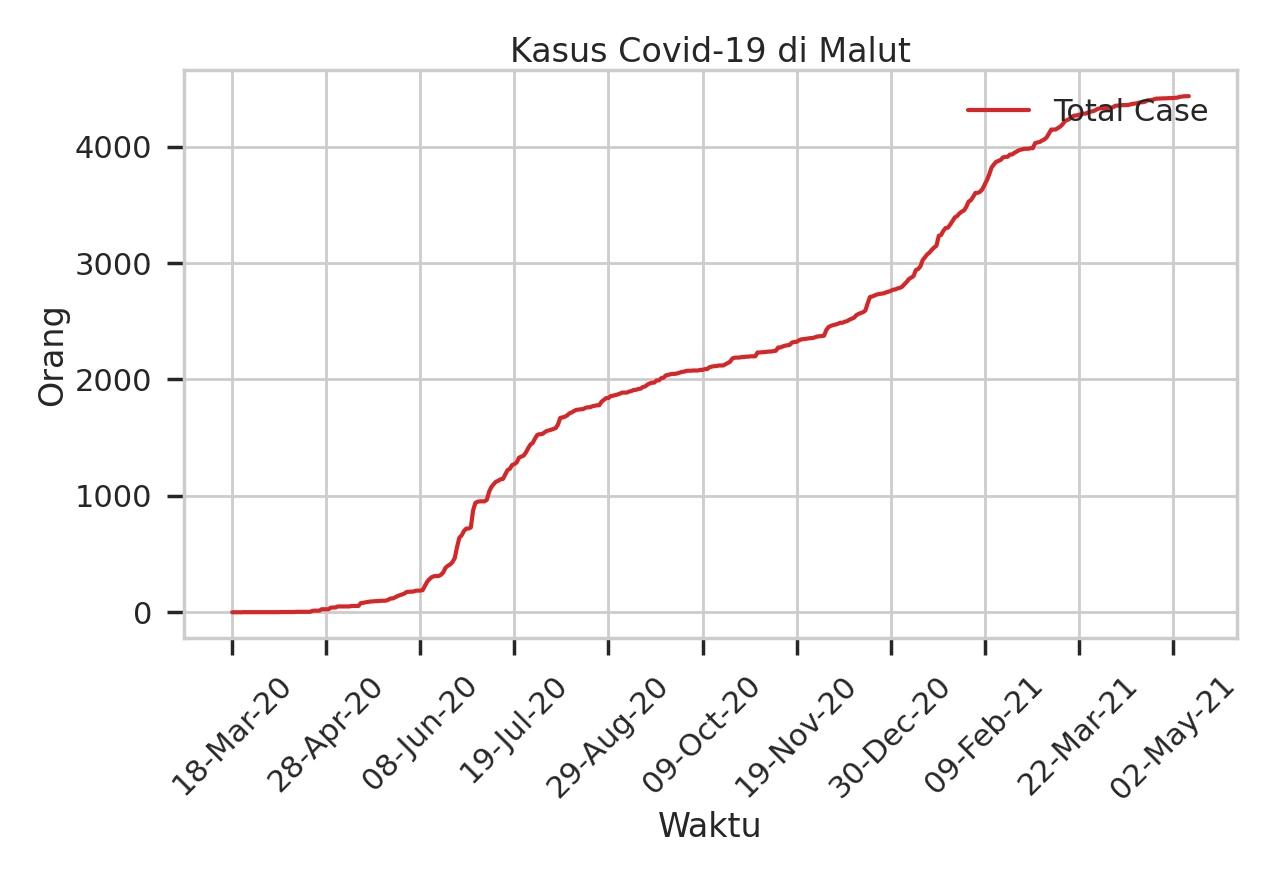 Kasus Covid-19 di Malut
Total Case
4000
3000
2000
1000
0
Orang
18-Mar-20
28-Apr-20
08-Jun-20
19-Jul-20
29-Aug-20
09-Oct-20
19-Nov-20
30-Dec-20
09-Feb-21
22-Mar-21
02-May-21
Waktu